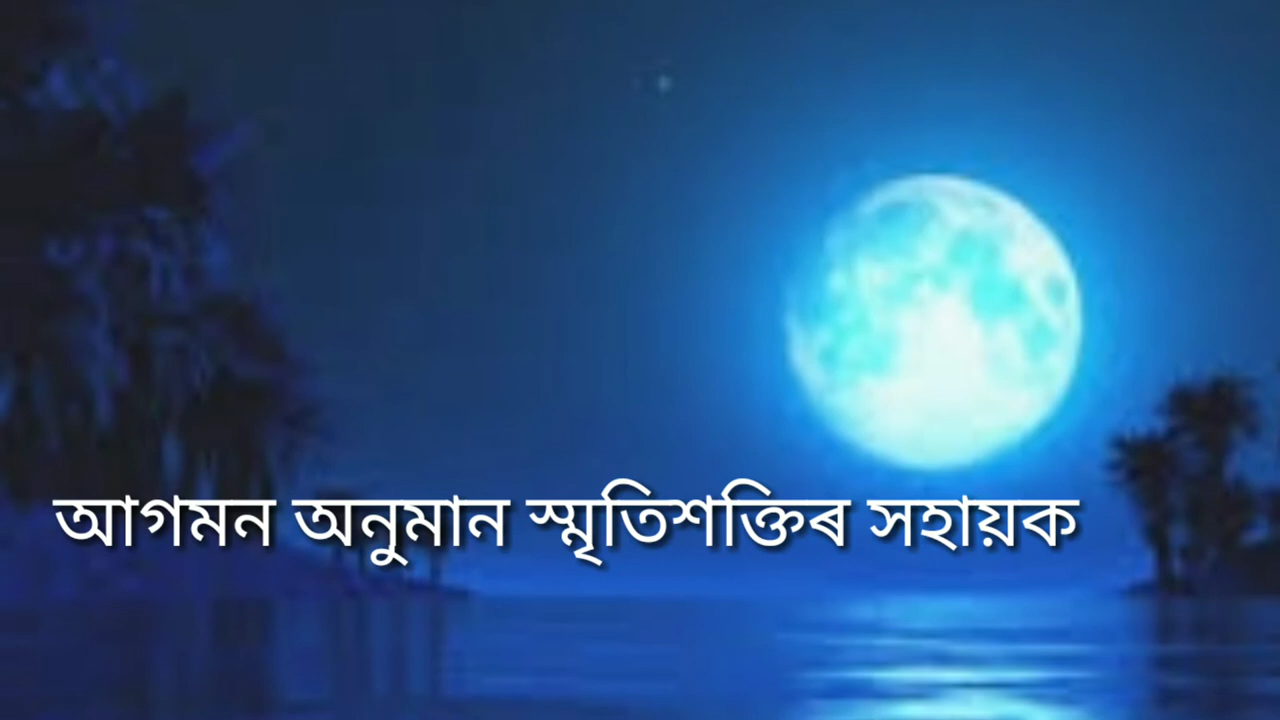 আগমন অনুমান স্মৃতিশক্তিৰ সহায়ক